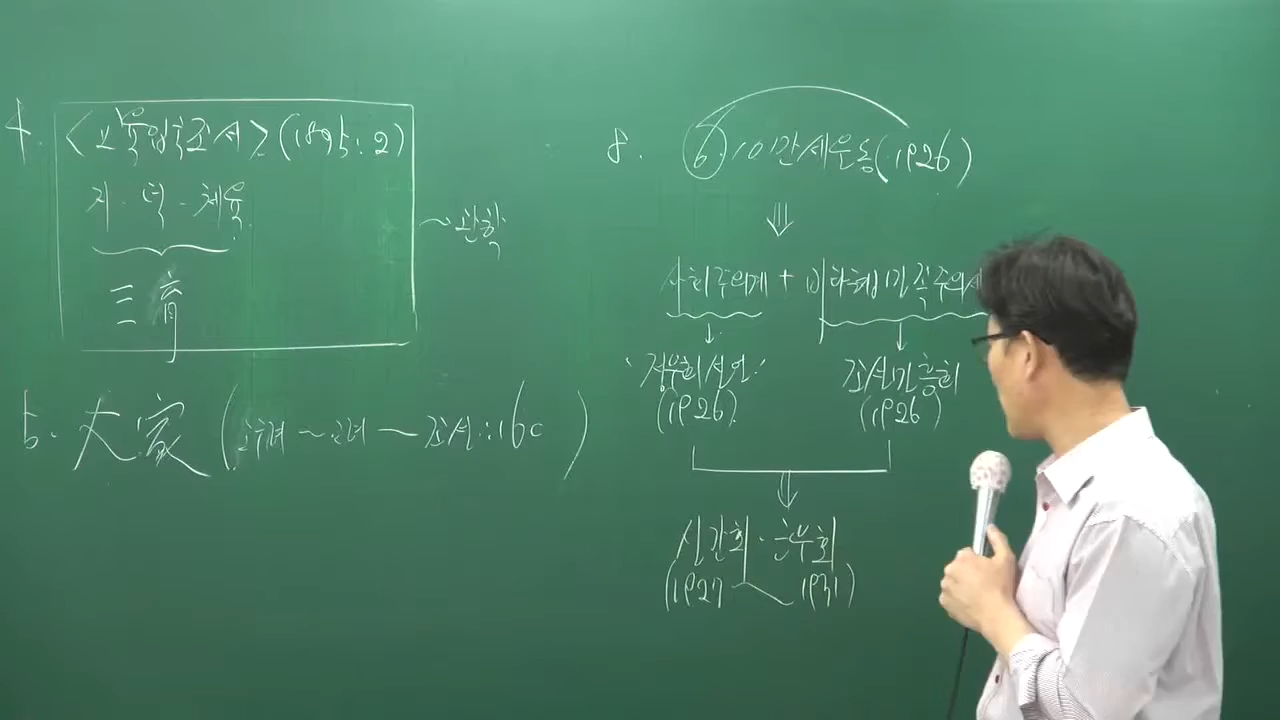 4. <교육입국조서> (1895. 2)
지·덕·체육
三育
~ 관학
5. 大家 (고려 ~ 조선 : 16C)
8. 6.10만세운동 (1926)
⇓
사회주의계 + 비타협 민족주의계
↓ ↓
'정우회선언' 조선민흥회
(1926) (1926)
⇓
신간회 · 근우회
(1927 ~ 1931)